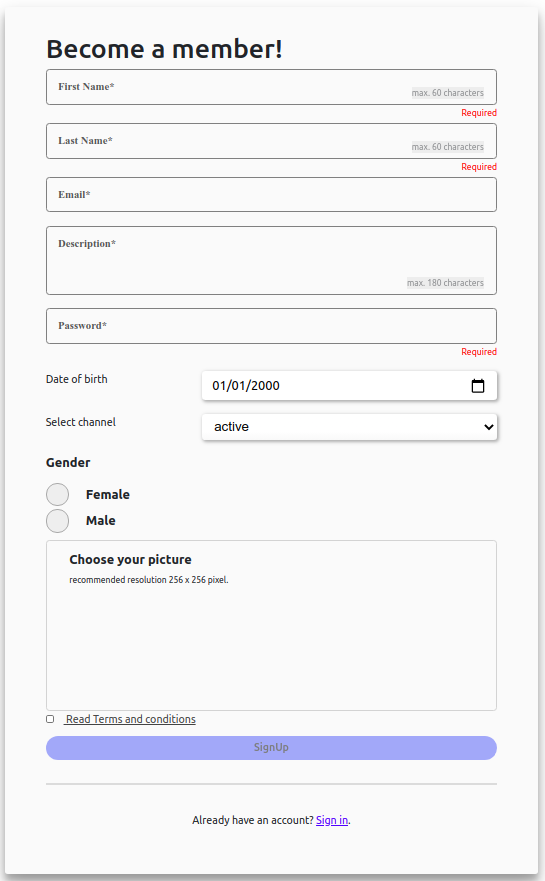 Become a member!
First Name*
max. 60 characters
Required
Last Name*
max. 60 characters
Required
Email*
Description*
max. 180 characters
Password*
Required
Date of birth
01/01/2000
Select channel
active
Gender
Female
Male
Choose your picture
recommended resolution 256 x 256 pixel.
Read Terms and conditions
SignUp
Already have an account? Sign in.